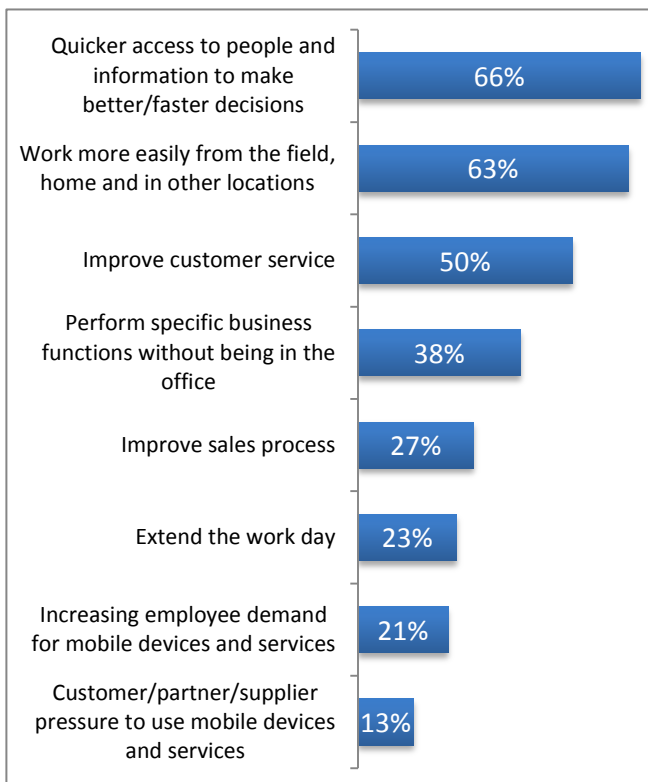 Quicker access to people and
information to make
better/faster decisions
66%
Work more easily from the field,
home and in other locations
63%
Improve customer service
50%
Perform specific business
functions without being in the
office
38%
Improve sales process
27%
Extend the work day
23%
Increasing employee demand
for mobile devices and services
21%
Customer/partner/supplier
pressure to use mobile devices
and services
13%